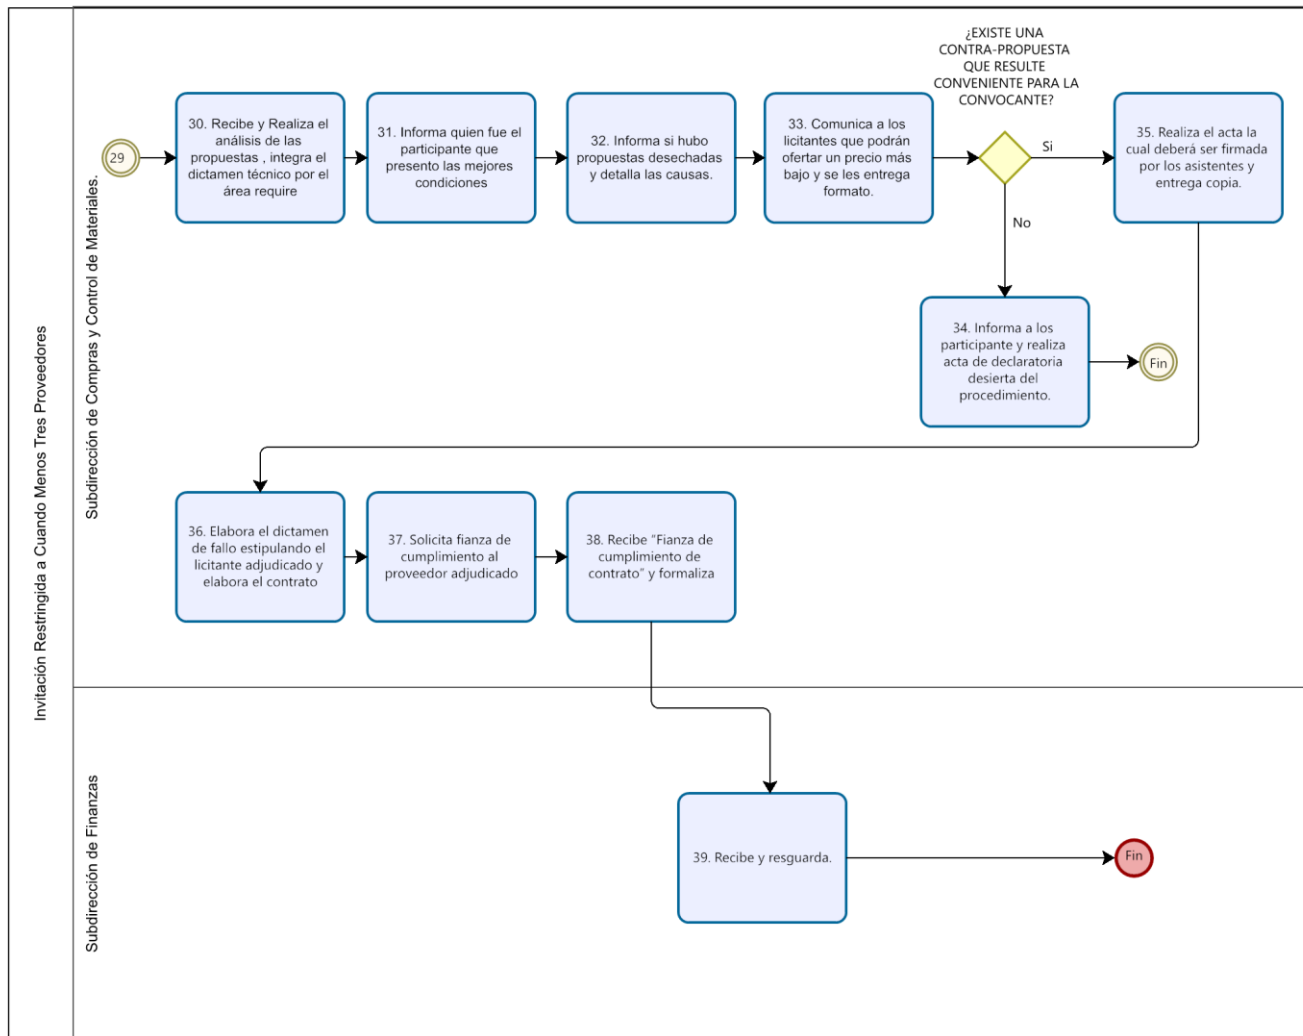 Invitación Restringida a Cuando Menos Tres Proveedores
Subdirección de Compras y Control de Materiales.
29
30. Recibe y Realiza el
análisis de las
propuestas , integra el
dictamen técnico por el
área require
31. Informa quien fue el
participante que
presento las mejores
condiciones
32. Informa si hubo
propuestas desechadas
y detalla las causas.
33. Comunica a los
licitantes que podrán
ofertar un precio más
bajo y se les entrega
formato.
¿EXISTE UNA
CONTRA-PROPUESTA
QUE RESULTE
CONVENIENTE PARA LA
CONVOCANTE?
Si
No
35. Realiza el acta la
cual deberá ser firmada
por los asistentes y
entrega copia.
34. Informa a los
participante y realiza
acta de declaratoria
desierta del
procedimiento.
Fin
36. Elabora el dictamen
de fallo estipulando el
licitante adjudicado y
elabora el contrato
37. Solicita fianza de
cumplimiento al
proveedor adjudicado
38. Recibe “Fianza de
cumplimiento de
contrato” y formaliza
Subdirección de Finanzas
39. Recibe y resguarda.
Fin